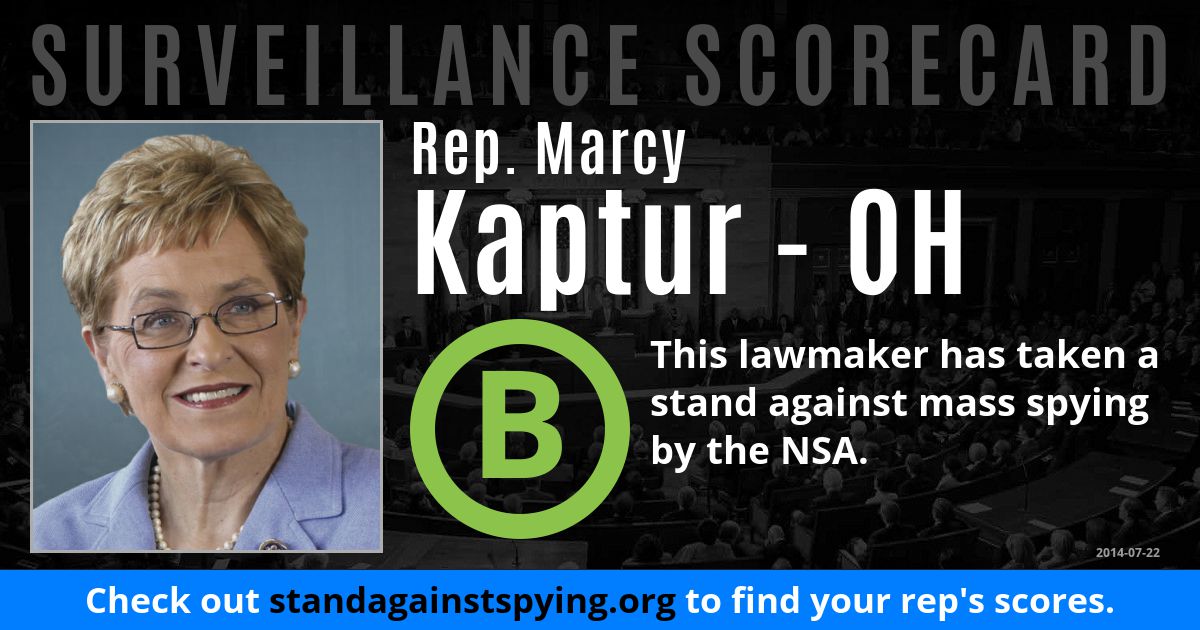 SURVEILLANCE SCORECARD
Rep. Marcy
Kaptur - OH
B
This lawmaker has taken a
stand against mass spying
by the NSA.
2014-07-22
Check out standagainstspying.org to find your rep's scores.